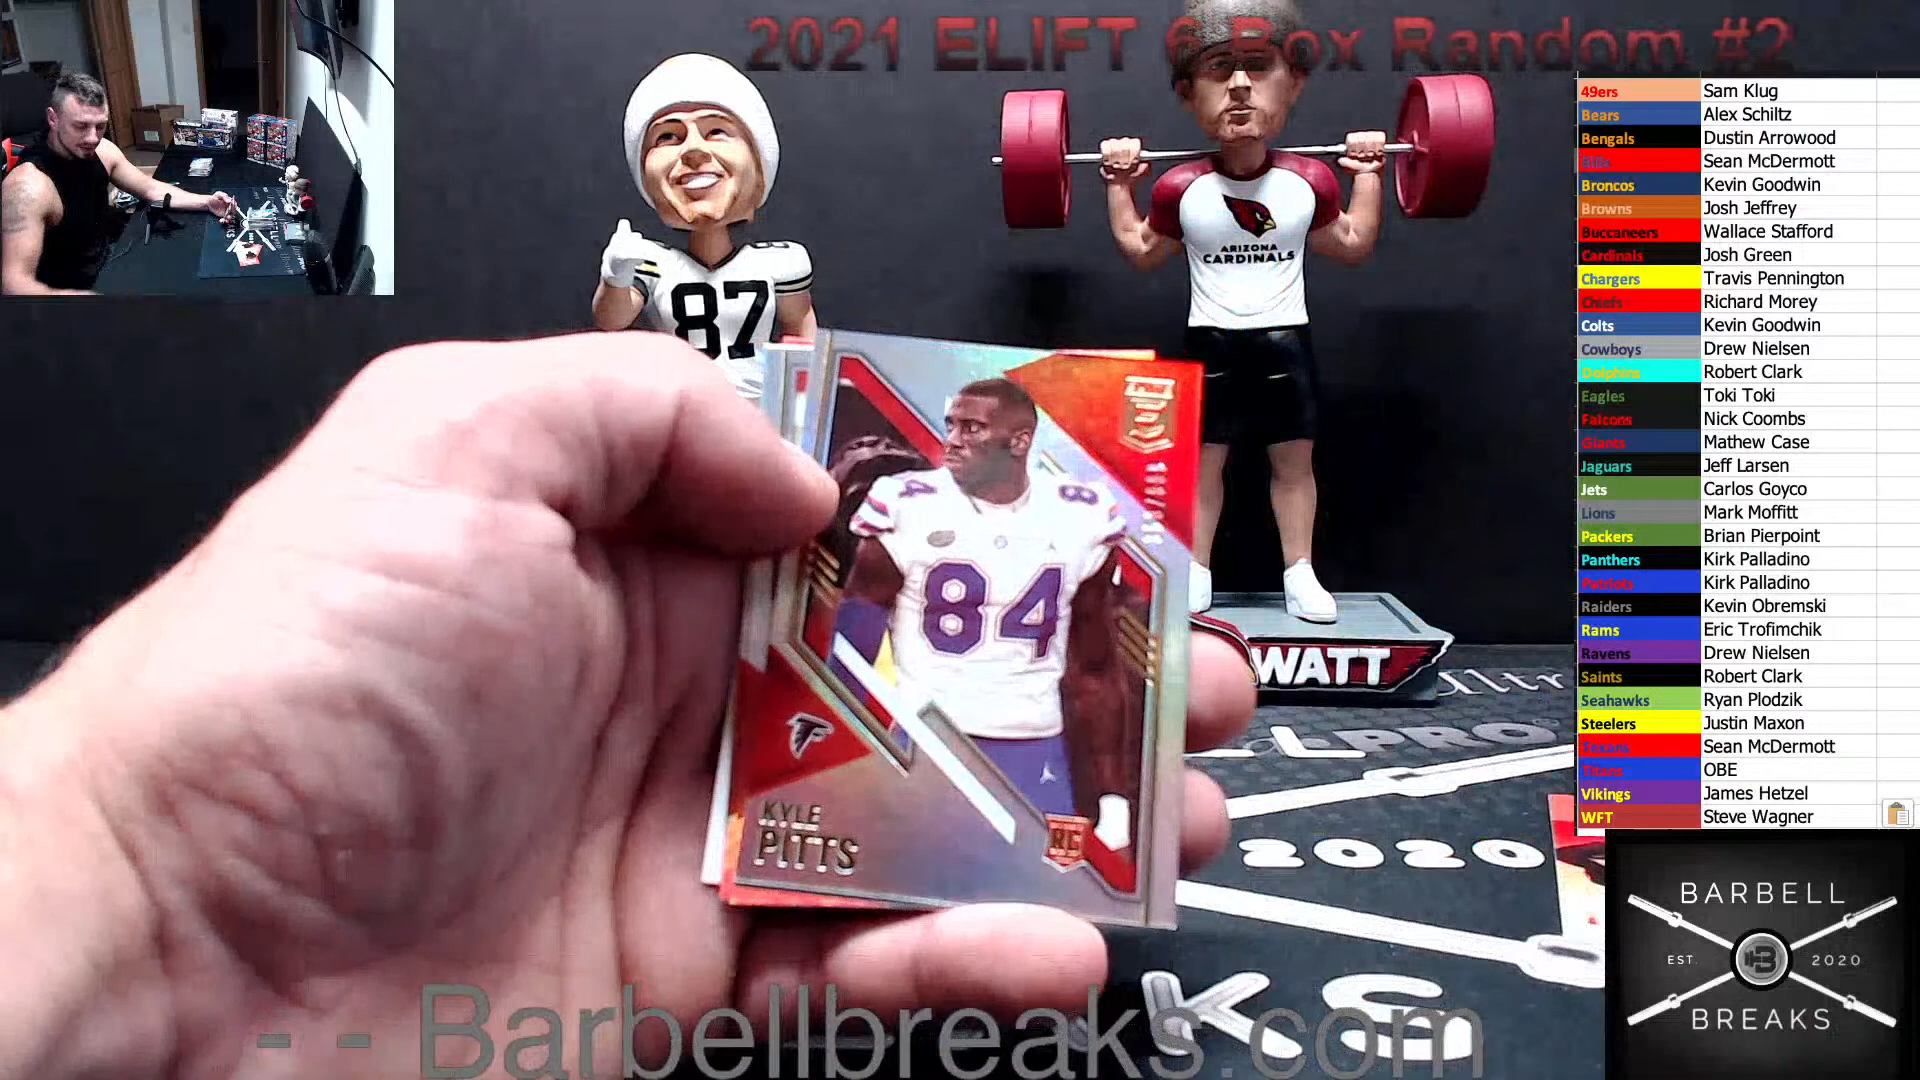 2021 ELIFT 6 Box Random #2
49ers Sam Klug
Bears Alex Schiltz
Bengals Dustin Arrowood
Bills Sean McDermott
Broncos Kevin Goodwin
Browns Josh Jeffrey
Buccaneers Wallace Stafford
Cardinals Josh Green
Chargers Travis Pennington
Chiefs Richard Morey
Colts Kevin Goodwin
Cowboys Drew Nielsen
Dolphins Robert Clark
Eagles Toki Toki
Falcons Nick Coombs
Giants Mathew Case
Jaguars Jeff Larsen
Jets Carlos Goyco
Lions Mark Moffitt
Packers Brian Pierpoint
Panthers Kirk Palladino
Patriots Kirk Palladino
Raiders Kevin Obremski
Rams Eric Trofimchik
Ravens Drew Nielsen
Saints Robert Clark
Seahawks Ryan Plodzik
Steelers Justin Maxon
Texans Sean McDermott
Titans OBE
Vikings James Hetzel
WFT Steve Wagner
87
ARIZONA
CARDINALS
84
8
84
KYLE
PITTS
RC
WATT
2020
BARBELL
EST. 2020
B
BREAKS
- - Barbellbreaks.com